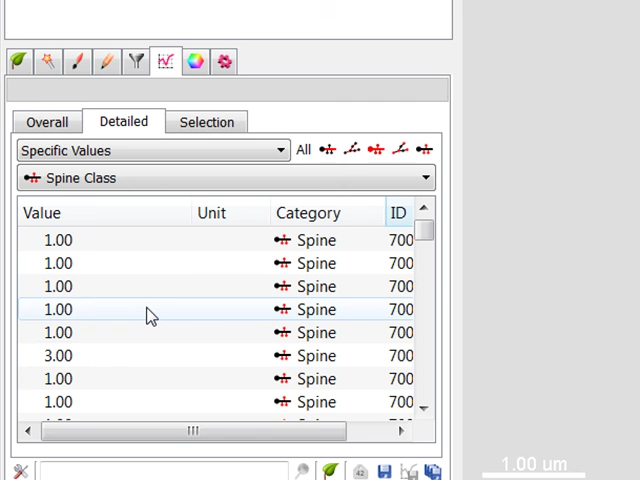 Overall Detailed Selection
Specific Values All
Spine Class
Value Unit Category ID
1.00 Spine 700
1.00 Spine 700
1.00 Spine 700
1.00 Spine 700
1.00 Spine 700
3.00 Spine 700
1.00 Spine 700
1.00 Spine 700
42
1.00 um